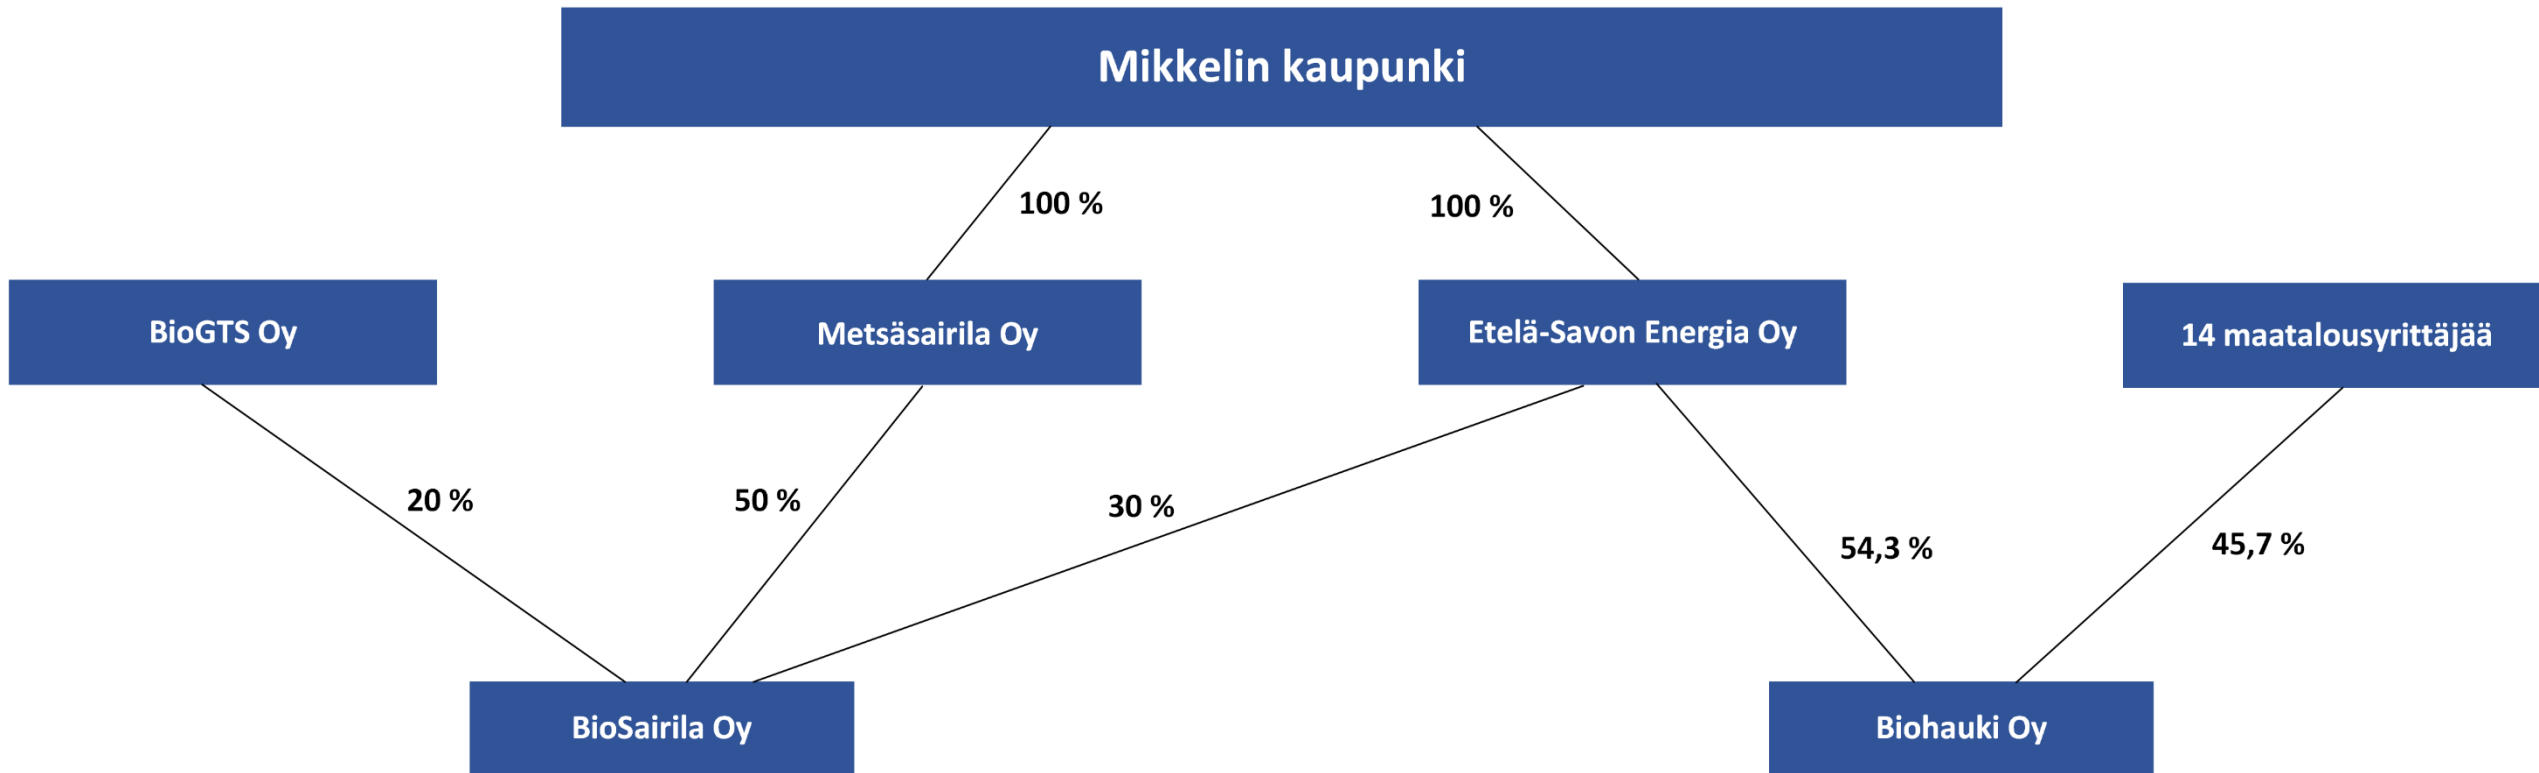 Mikkelin kaupunki
100 %
100 %
BioGTS Oy
Metsäsairila Oy
Etelä-Savon Energia Oy
14 maatalousyrittäjää
20 %
50 %
30 %
54,3 %
45,7 %
BioSairila Oy
Biohauki Oy